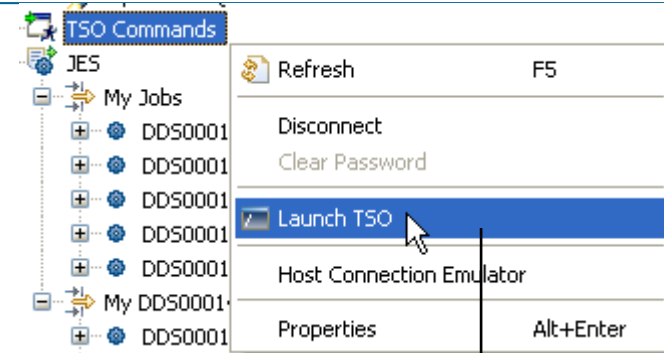 TSO Commands
JES
My Jobs
DDS0001
DDS0001
DDS0001
DDS0001
DDS0001
My DDS0001
DDS0001
Refresh F5
Disconnect
Clear Password
Launch TSO
Host Connection Emulator
Properties Alt+Enter